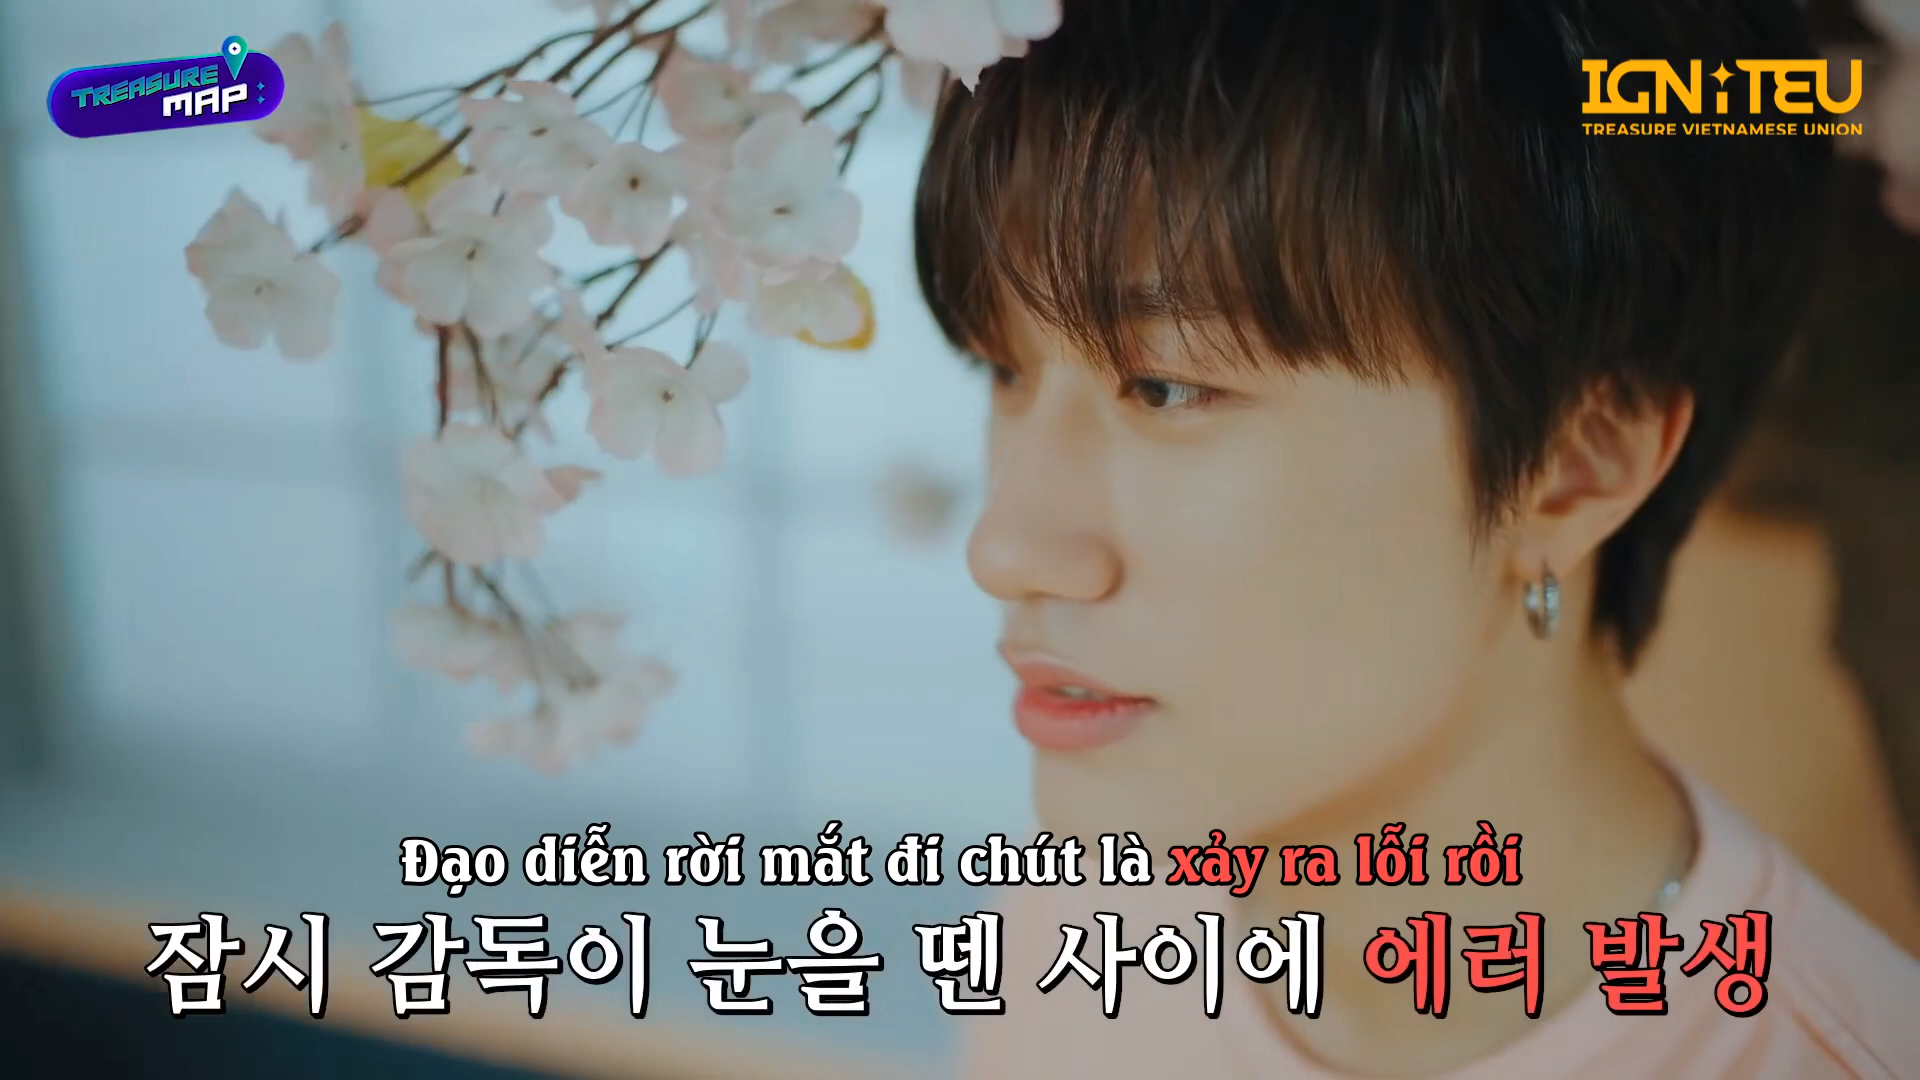 TREASURE
MAP
IGNITEU
TREASURE VIETNAMESE UNION
Đạo diễn rời mắt đi chút là xảy ra lỗi rồi
잠시 감독이 눈을 뗀 사이에 에러 발생